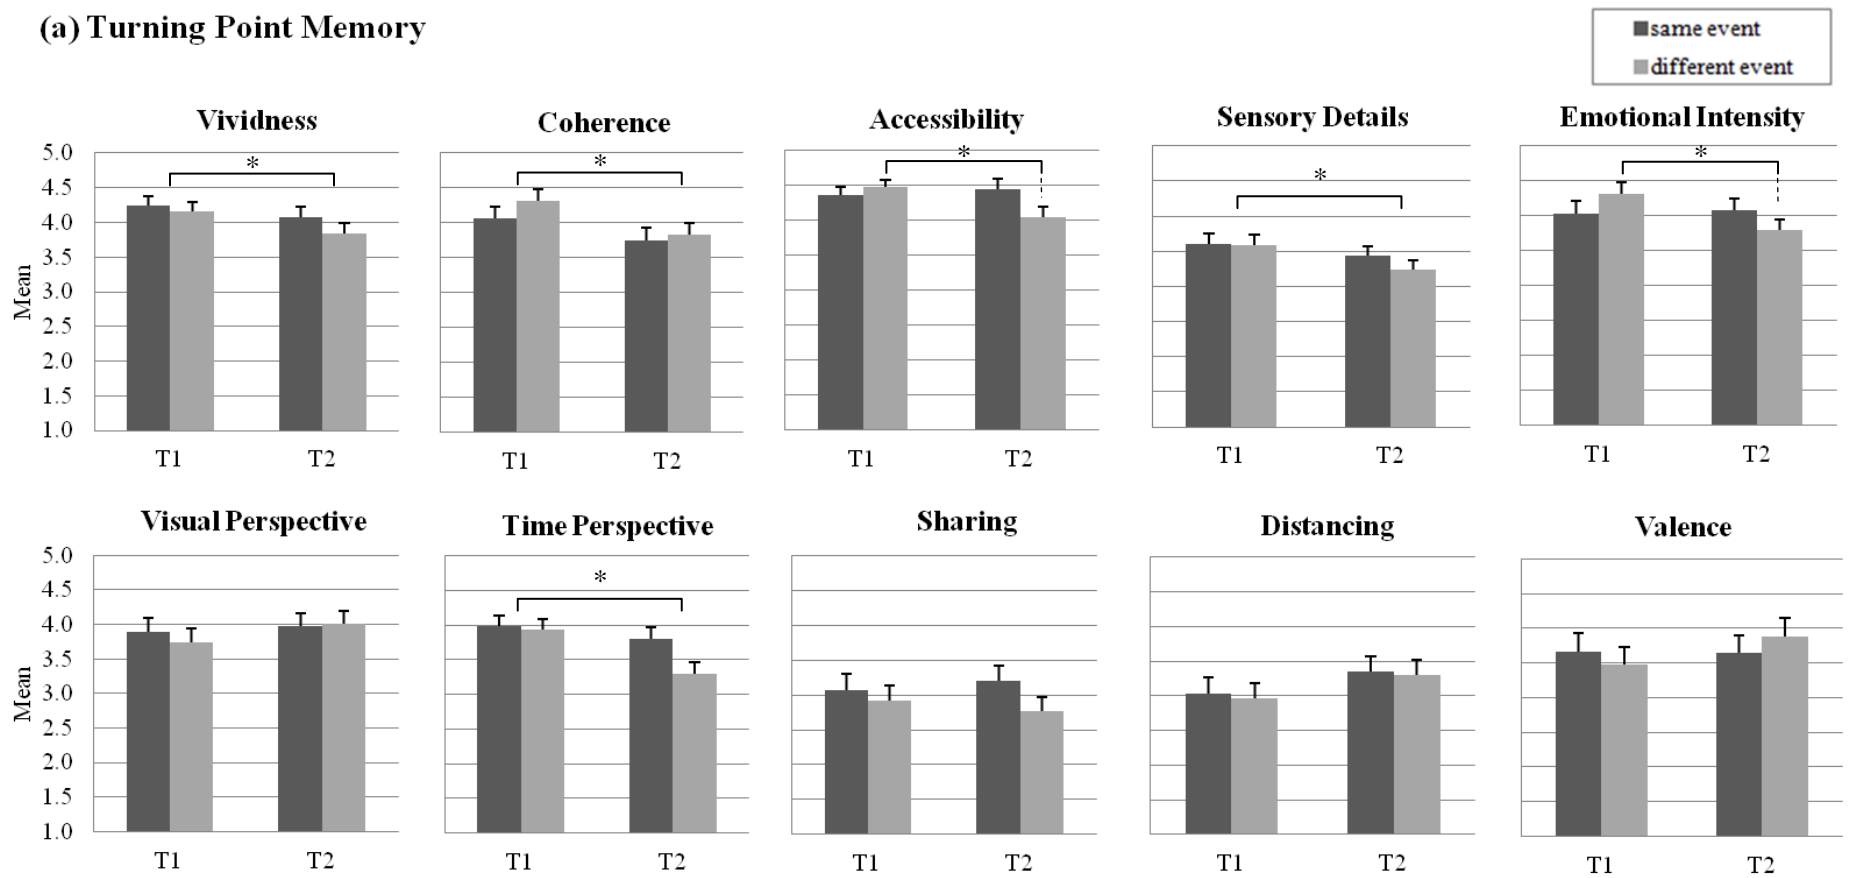 (a) Turning Point Memory
same event
different event
Vividness
Coherence
Accessibility
Sensory Details
Emotional Intensity
5.0
4.5
4.0
3.5
3.0
2.5
2.0
1.5
1.0
Mean
*
*
*
*
*
T1 T2
T1 T2
T1 T2
T1 T2
T1 T2
Visual Perspective
Time Perspective
Sharing
Distancing
Valence
5.0
4.5
4.0
3.5
3.0
2.5
2.0
1.5
1.0
Mean
*
T1 T2
T1 T2
T1 T2
T1 T2
T1 T2